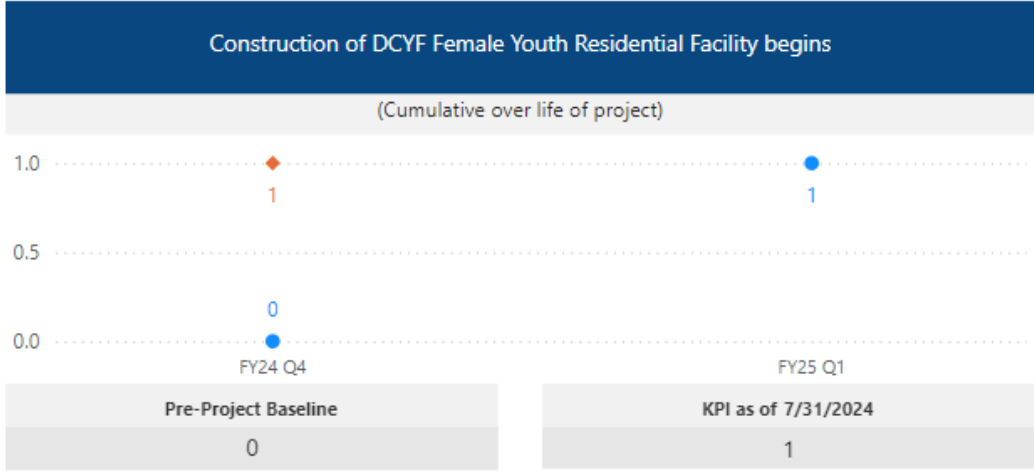 Construction of DCYF Female Youth Residential Facility begins
(Cumulative over life of project)
1.0
1
1
0.5
0
0.0
FY24 Q4 FY25 Q1
Pre-Project Baseline KPI as of 7/31/2024
0 1